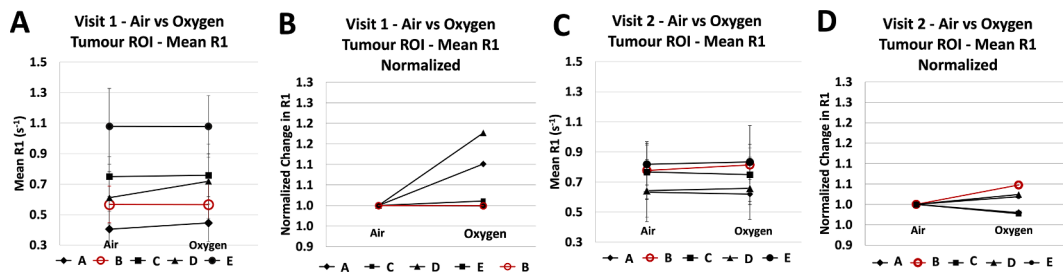 A
Visit 1 - Air vs Oxygen
Tumour ROI - Mean R1
Mean R1 (s⁻¹)
1.5
1.3
1.1
0.9
0.7
0.5
0.3
Air
Oxygen
A B C D E
B
Visit 1 - Air vs Oxygen
Tumour ROI - Mean R1
Normalized
Normalized Change in R1
1.3
1.3
1.2
1.2
1.1
1.1
1.0
1.0
0.9
Air
Oxygen
A C D E B
C
Visit 2 - Air vs Oxygen
Tumour ROI - Mean R1
Mean R1 (s⁻¹)
1.5
1.3
1.1
0.9
0.7
0.5
0.3
Air
Oxygen
A B C D E
D
Visit 2 - Air vs Oxygen
Tumour ROI - Mean R1
Normalized
Normalized Change in R1
1.3
1.3
1.2
1.2
1.1
1.1
1.0
1.0
0.9
Air
Oxygen
A B C D E